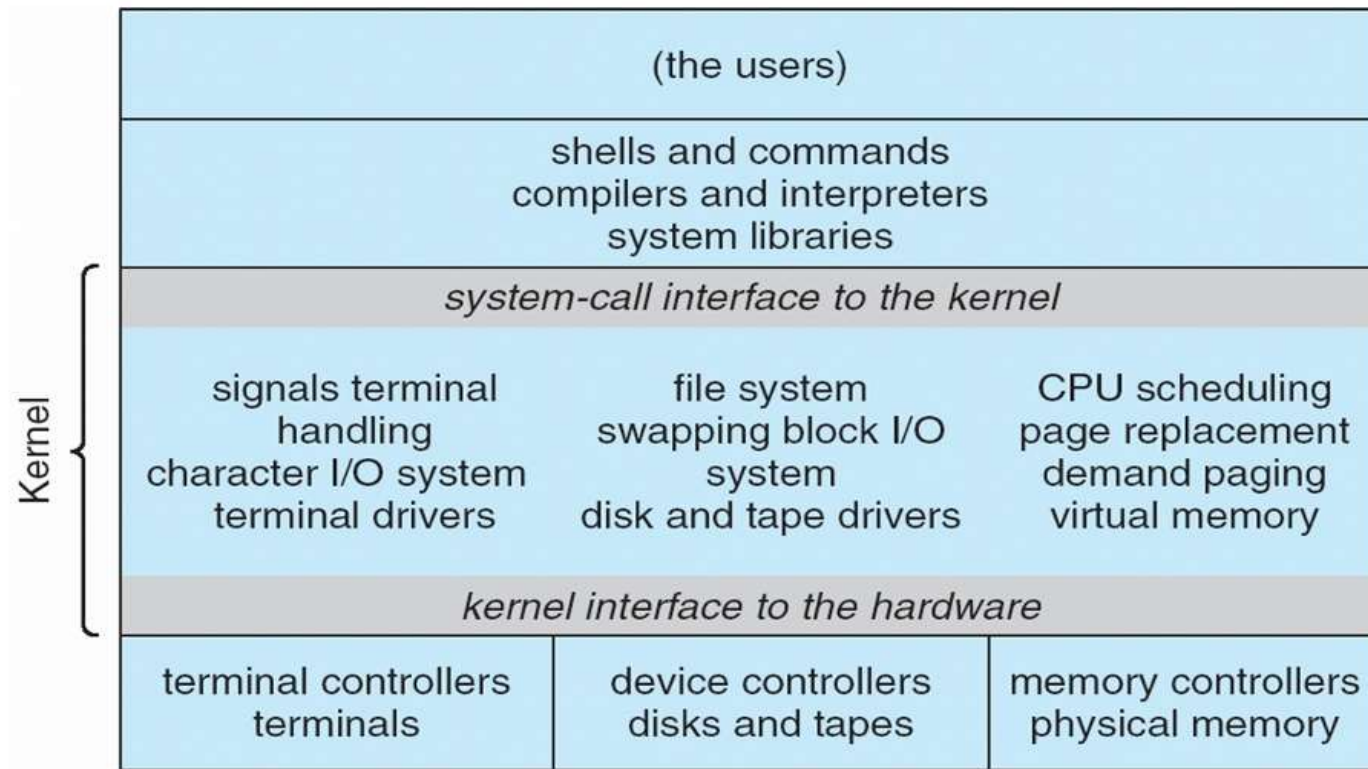 (the users)
shells and commands
compilers and interpreters
system libraries
Kernel
system-call interface to the kernel
signals terminal
handling
character I/O system
terminal drivers
file system
swapping block I/O
system
disk and tape drivers
CPU scheduling
page replacement
demand paging
virtual memory
kernel interface to the hardware
terminal controllers
terminals
device controllers
disks and tapes
memory controllers
physical memory